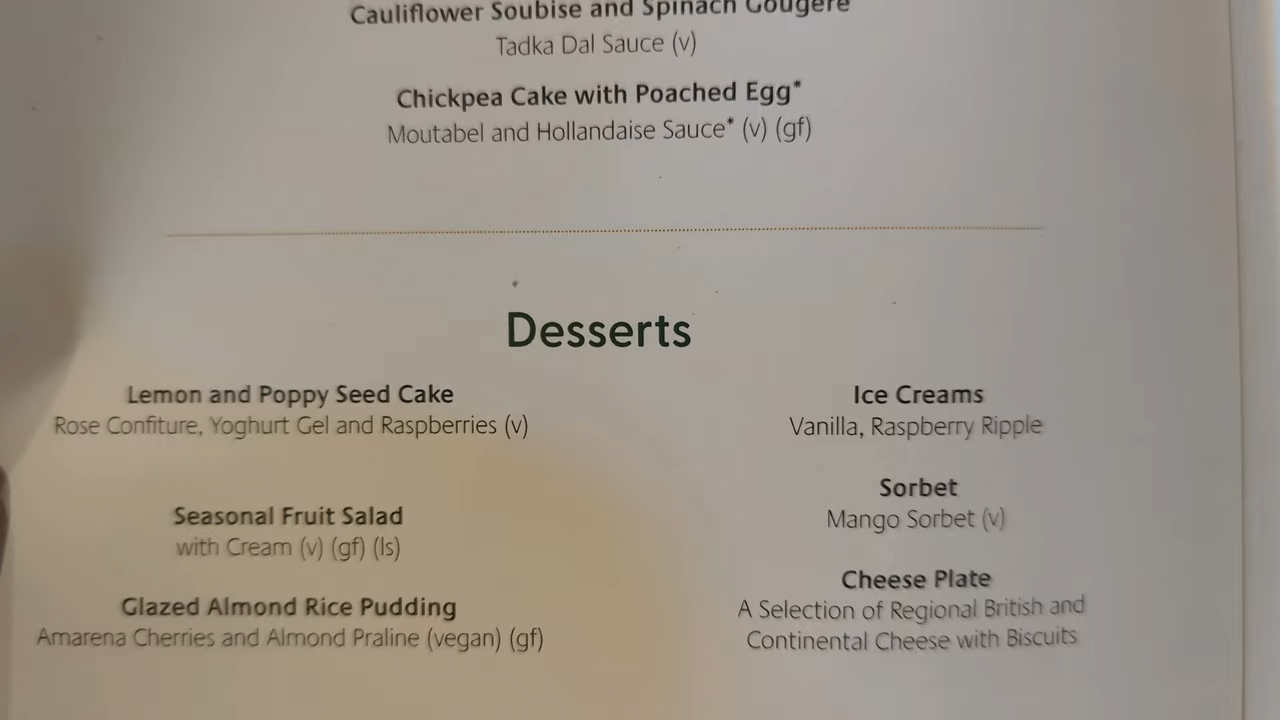 Cauliflower Soubise and Spinach Gougère
Tadka Dal Sauce (v)
Chickpea Cake with Poached Egg*
Moutabel and Hollandaise Sauce* (v) (gf)
Desserts
Lemon and Poppy Seed Cake
Rose Confiture, Yoghurt Gel and Raspberries (v)
Seasonal Fruit Salad
with Cream (v) (gf) (ls)
Glazed Almond Rice Pudding
Amarena Cherries and Almond Praline (vegan) (gf)
Ice Creams
Vanilla, Raspberry Ripple
Sorbet
Mango Sorbet (v)
Cheese Plate
A Selection of Regional British and
Continental Cheese with Biscuits